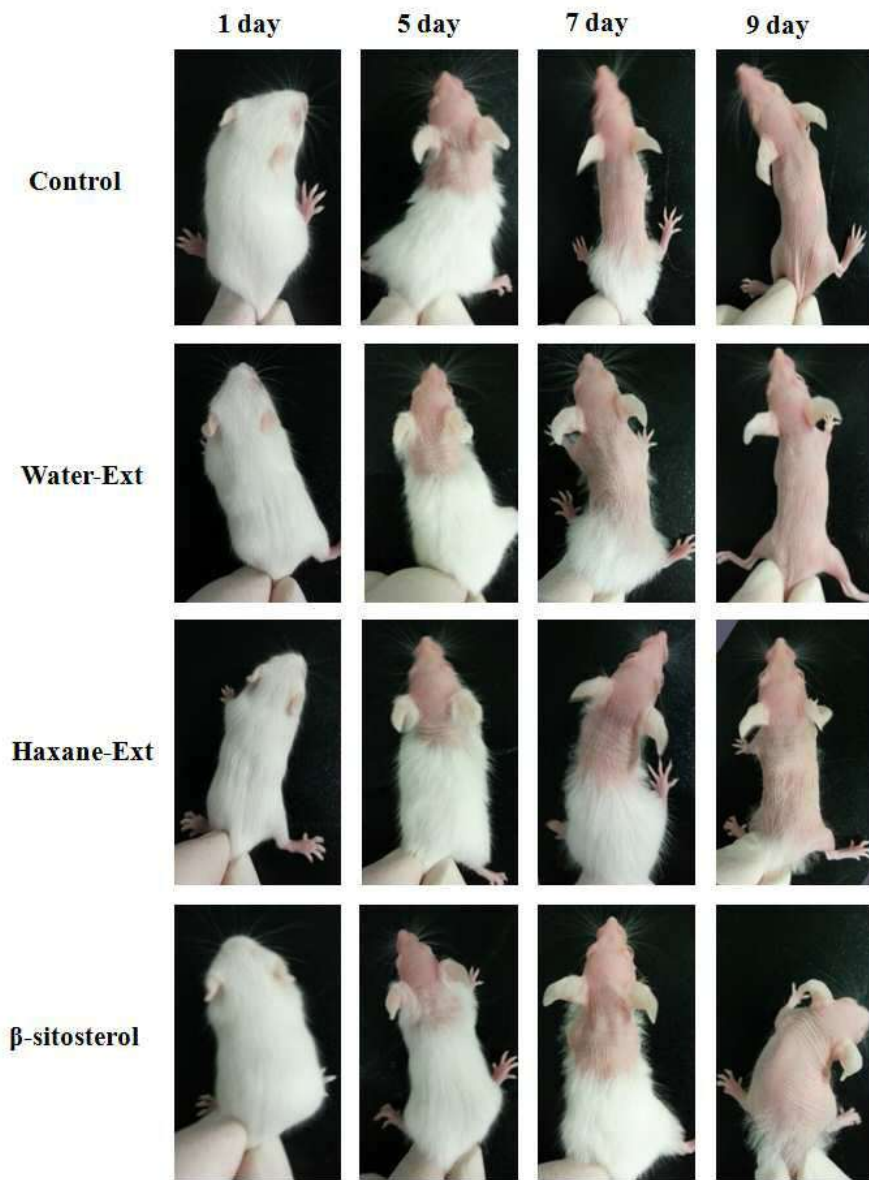 1 day 5 day 7 day 9 day
Control
Water-Ext
Haxane-Ext
β-sitosterol